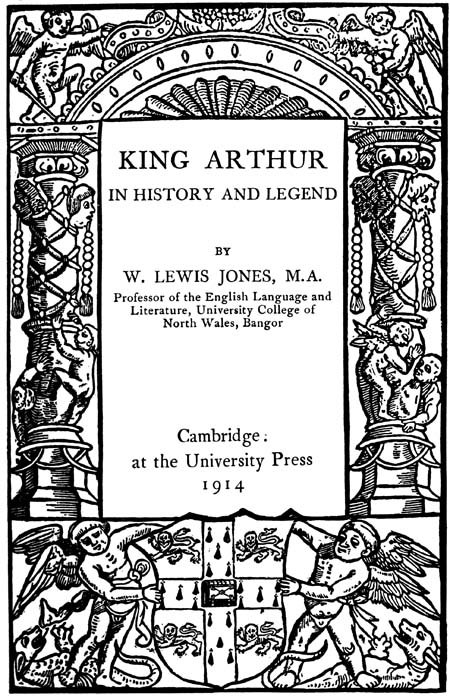 KING ARTHUR
IN HISTORY AND LEGEND
BY
W. LEWIS JONES, M.A.
Professor of the English Language and
Literature, University College of
North Wales, Bangor
Cambridge:
at the University Press
1914